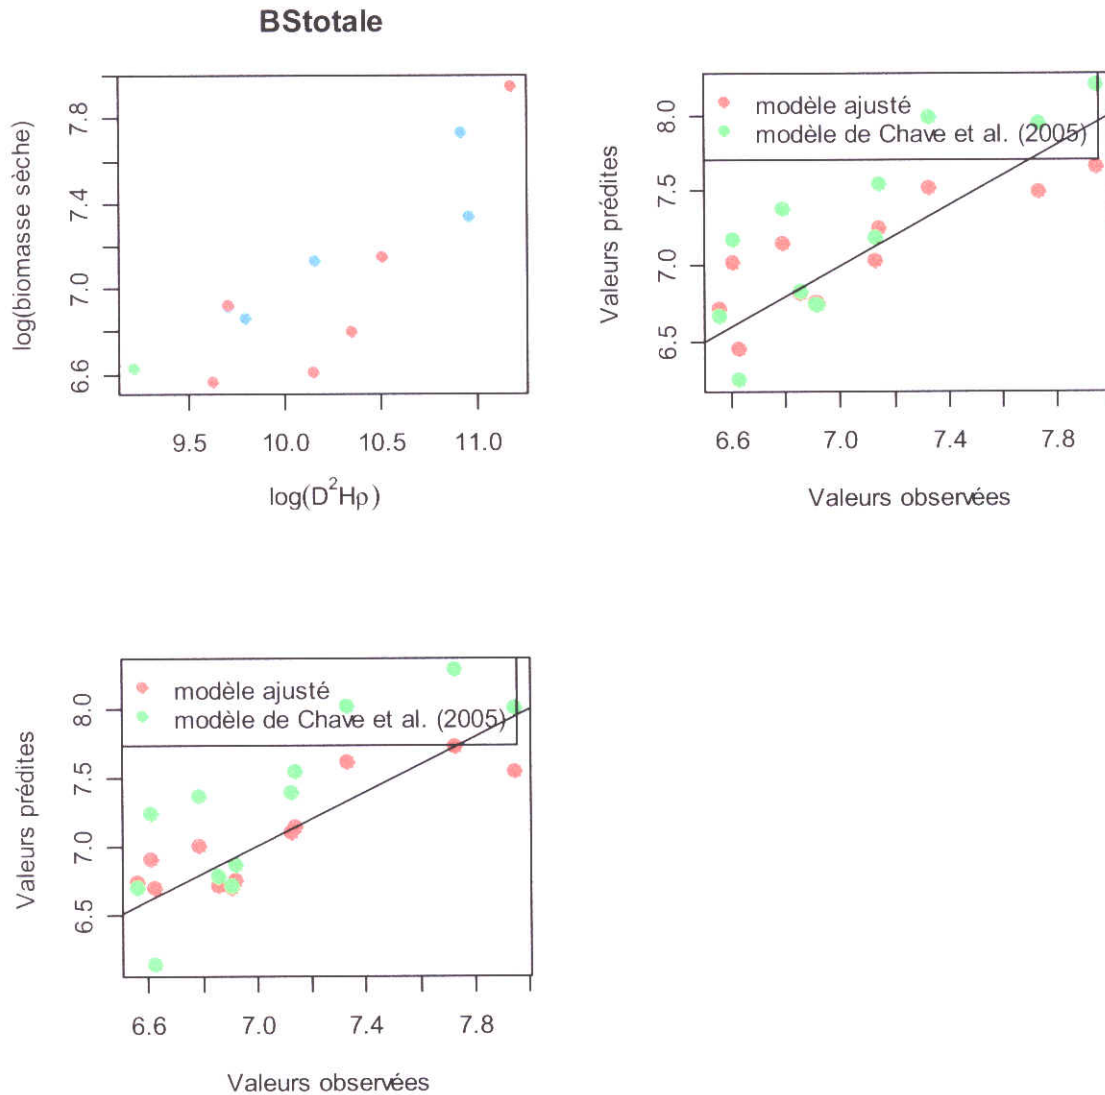 BStotale
log(biomasse sèche)
7.8
7.4
7.0
6.6
9.5 10.0 10.5 11.0
log(D²Hρ)
modèle ajusté
modèle de Chave et al. (2005)
Valeurs prédites
8.0
7.5
7.0
6.5
6.6 7.0 7.4 7.8
Valeurs observées
modèle ajusté
modèle de Chave et al. (2005)
Valeurs prédites
8.0
7.5
7.0
6.5
6.6 7.0 7.4 7.8
Valeurs observées